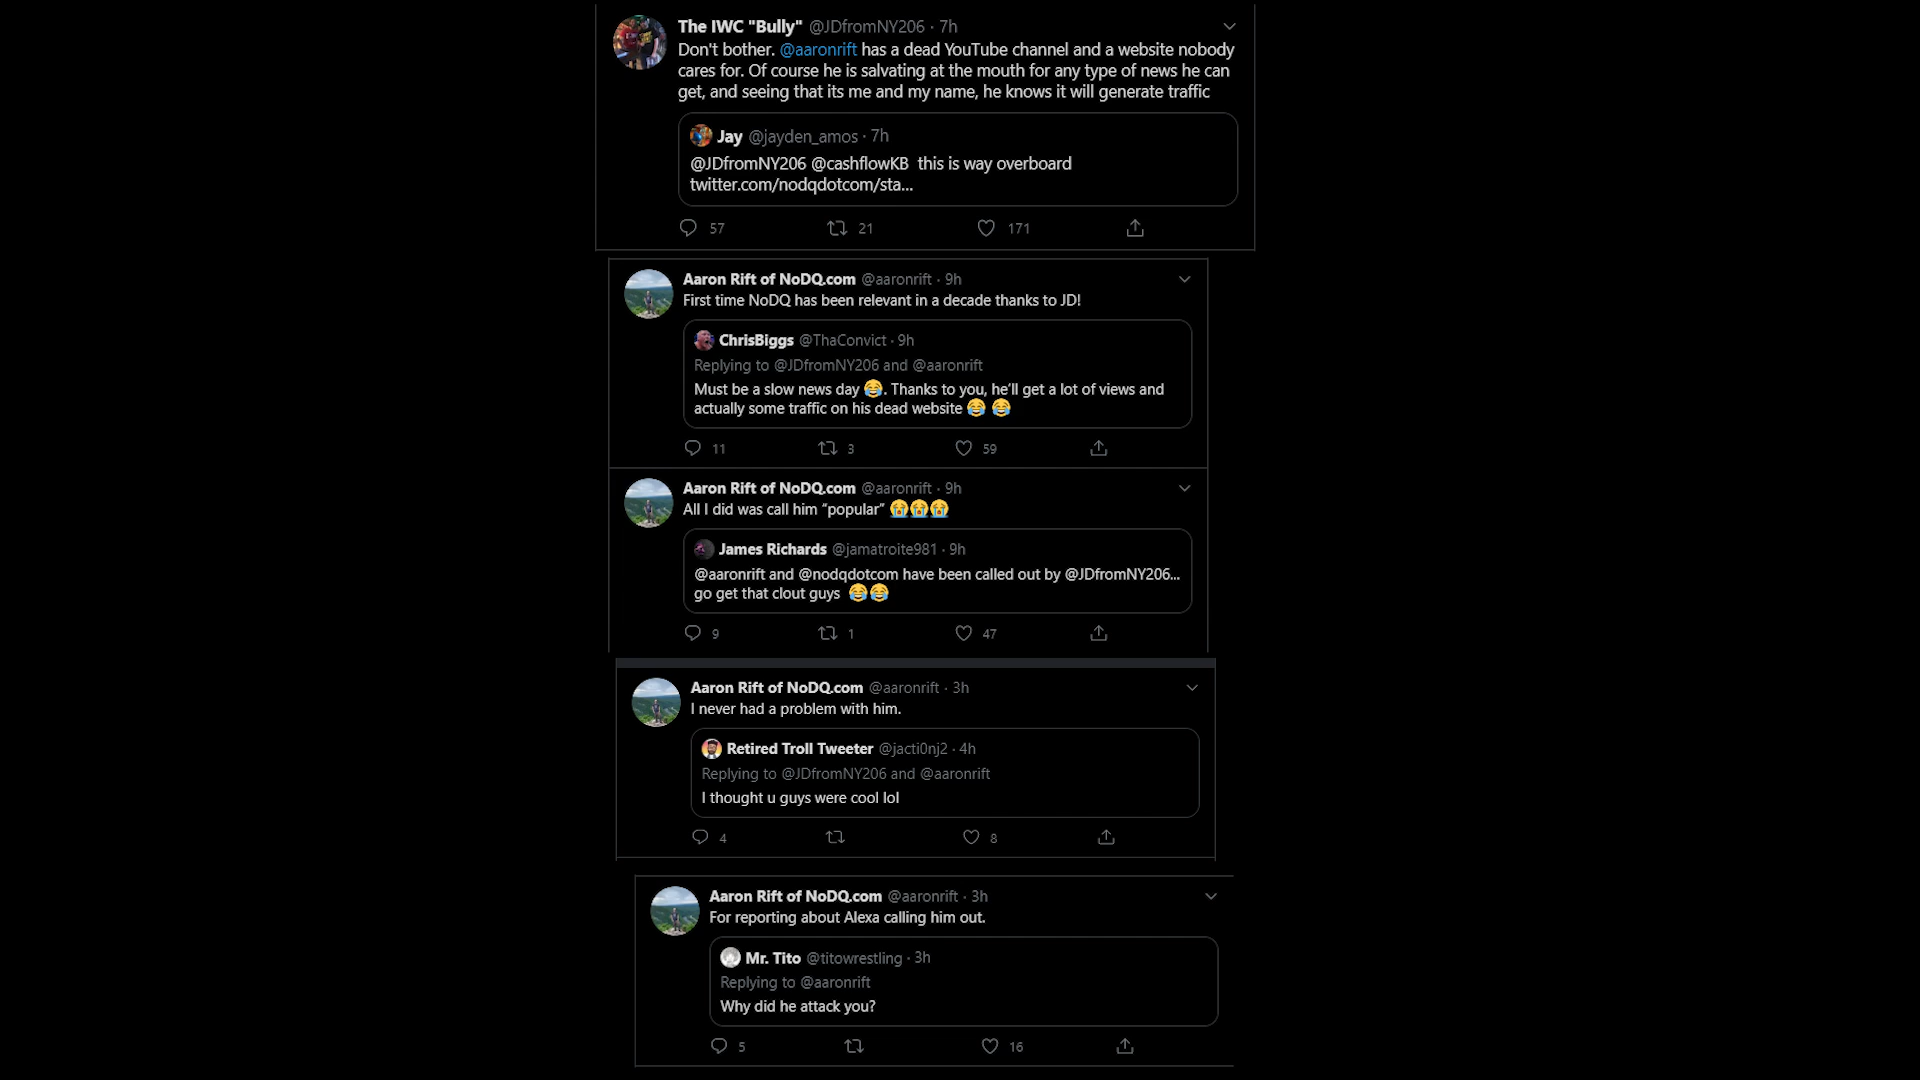 The IWC "Bully" @JDfromNY206 · 7h
Don't bother. @aaronrift has a dead YouTube channel and a website nobody
cares for. Of course he is salvating at the mouth for any type of news he can
get, and seeing that its me and my name, he knows it will generate traffic
Jay @jayden_amos · 7h
@JDfromNY206 @cashflowKB this is way overboard
twitter.com/nodqdotcom/sta...
57 21 171
Aaron Rift of NoDQ.com @aaronrift · 9h
First time NoDQ has been relevant in a decade thanks to JD!
ChrisBiggs @ThaConvict · 9h
Replying to @JDfromNY206 and @aaronrift
Must be a slow news day 😂. Thanks to you, he'll get a lot of views and
actually some traffic on his dead website 😂 😂
11 3 59
Aaron Rift of NoDQ.com @aaronrift · 9h
All I did was call him “popular” 😭😭😭
James Richards @jamatroite981 · 9h
@aaronrift and @nodqdotcom have been called out by @JDfromNY206...
go get that clout guys 😂😂
9 1 47
Aaron Rift of NoDQ.com @aaronrift · 3h
I never had a problem with him.
Retired Troll Tweeter @jacti0nj2 · 4h
Replying to @JDfromNY206 and @aaronrift
I thought u guys were cool lol
4 8
Aaron Rift of NoDQ.com @aaronrift · 3h
For reporting about Alexa calling him out.
Mr. Tito @titowrestling · 3h
Replying to @aaronrift
Why did he attack you?
5 16